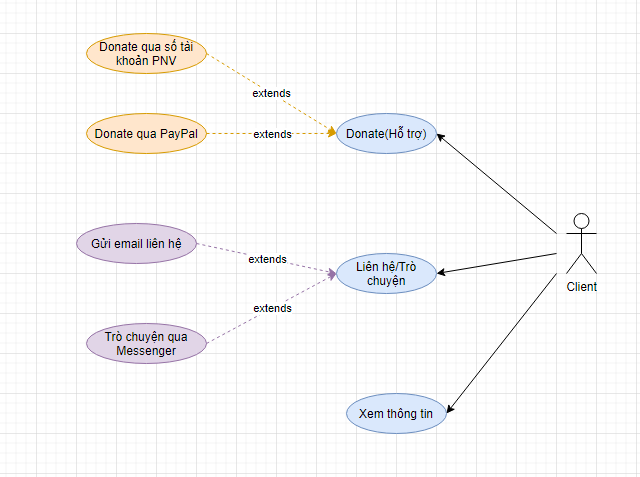 Donate qua số tài
khoản PNV
extends
Donate qua PayPal
extends
Donate(Hỗ trợ)
Gửi email liên hệ
extends
Liên hệ/Trò
chuyện
Client
extends
Trò chuyện qua
Messenger
Xem thông tin